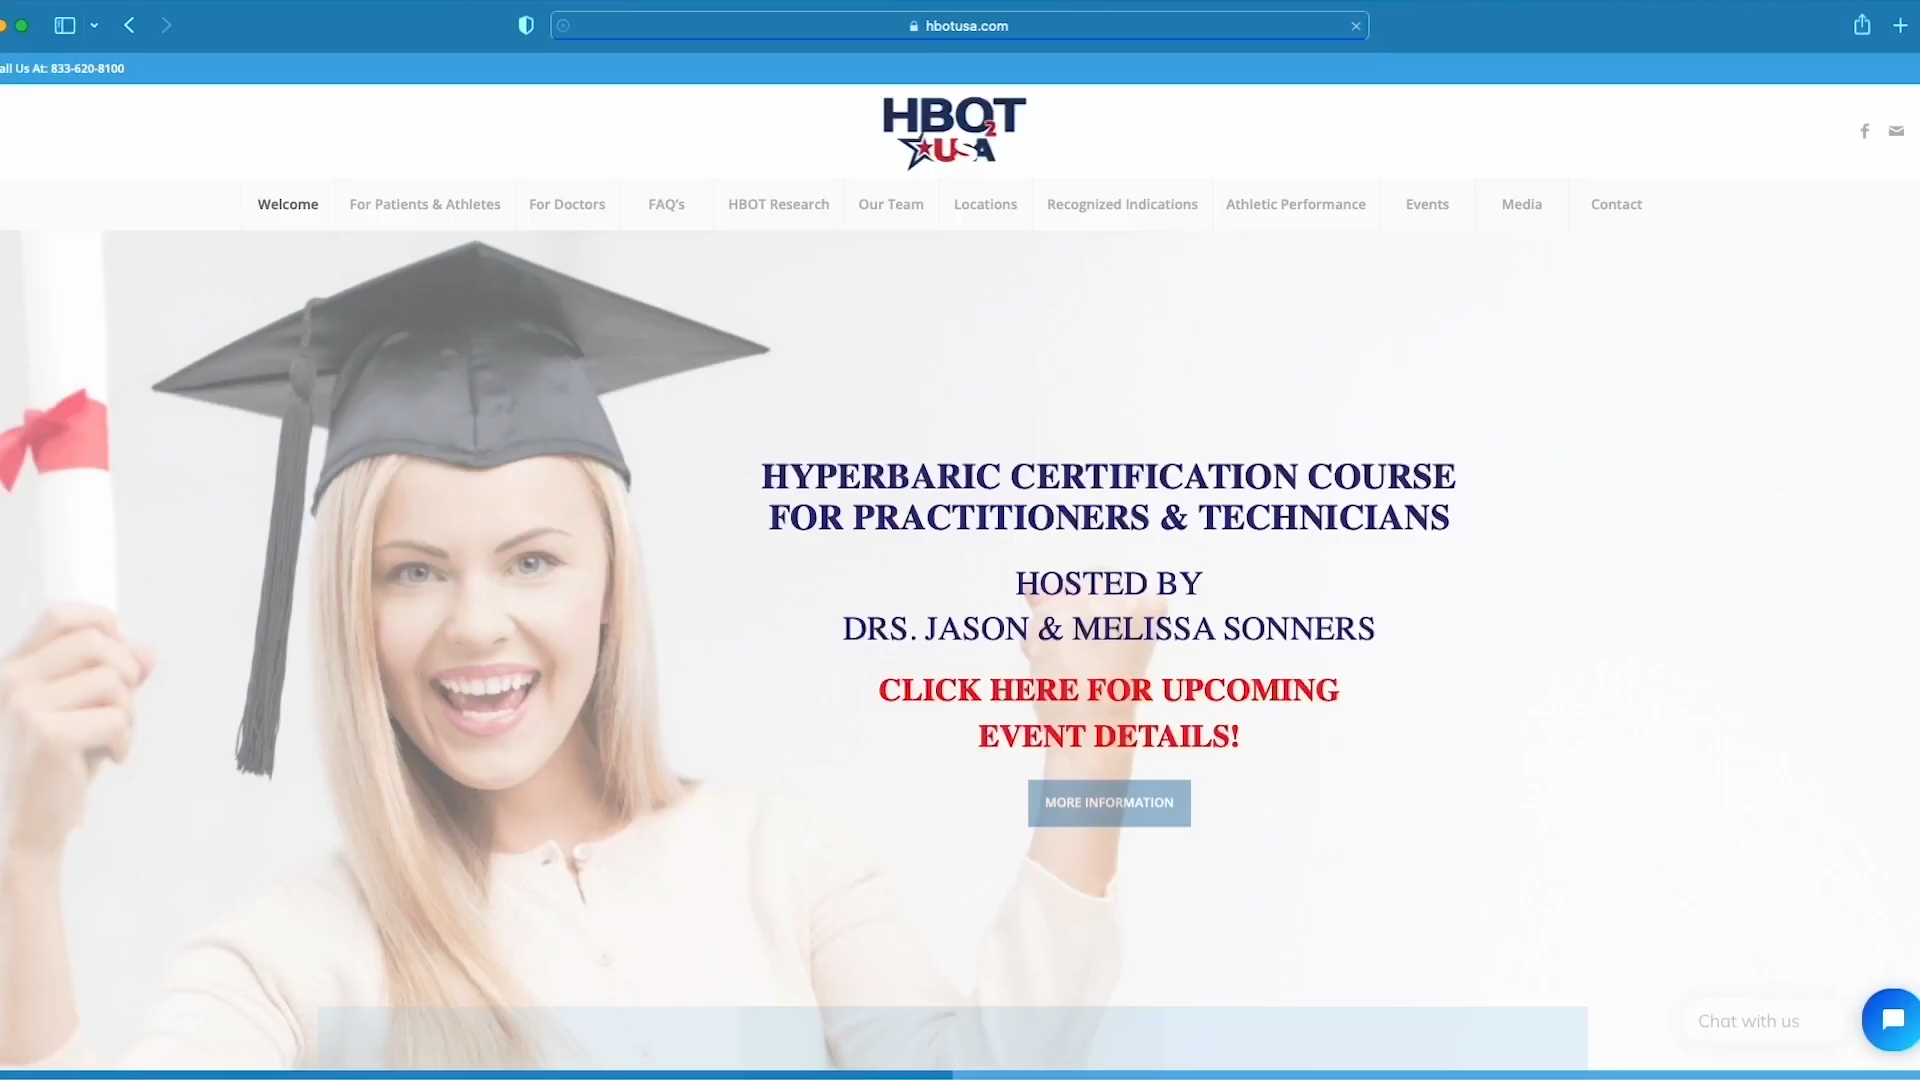 hbotusa.com
all Us At: 833-620-8100
HBOT
2
USA
Welcome
For Patients & Athletes
For Doctors
FAQ's
HBOT Research
Our Team
Locations
Recognized Indications
Athletic Performance
Events
Media
Contact
HYPERBARIC CERTIFICATION COURSE
FOR PRACTITIONERS & TECHNICIANS
HOSTED BY
DRS. JASON & MELISSA SONNERS
CLICK HERE FOR UPCOMING
EVENT DETAILS!
MORE INFORMATION
Chat with us